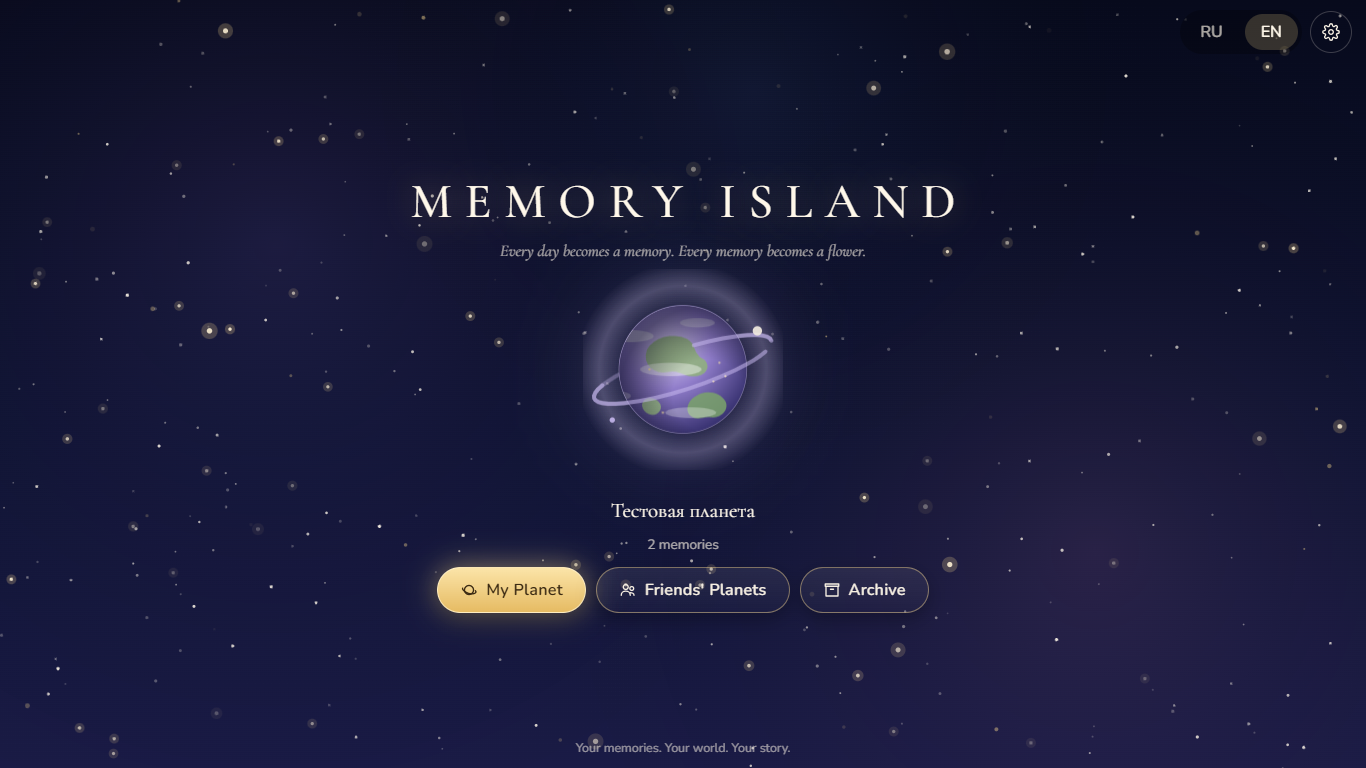 RU EN
MEMORY ISLAND
Every day becomes a memory. Every memory becomes a flower.
Тестовая планета
2 memories
My Planet Friends' Planets Archive
Your memories. Your world. Your story.